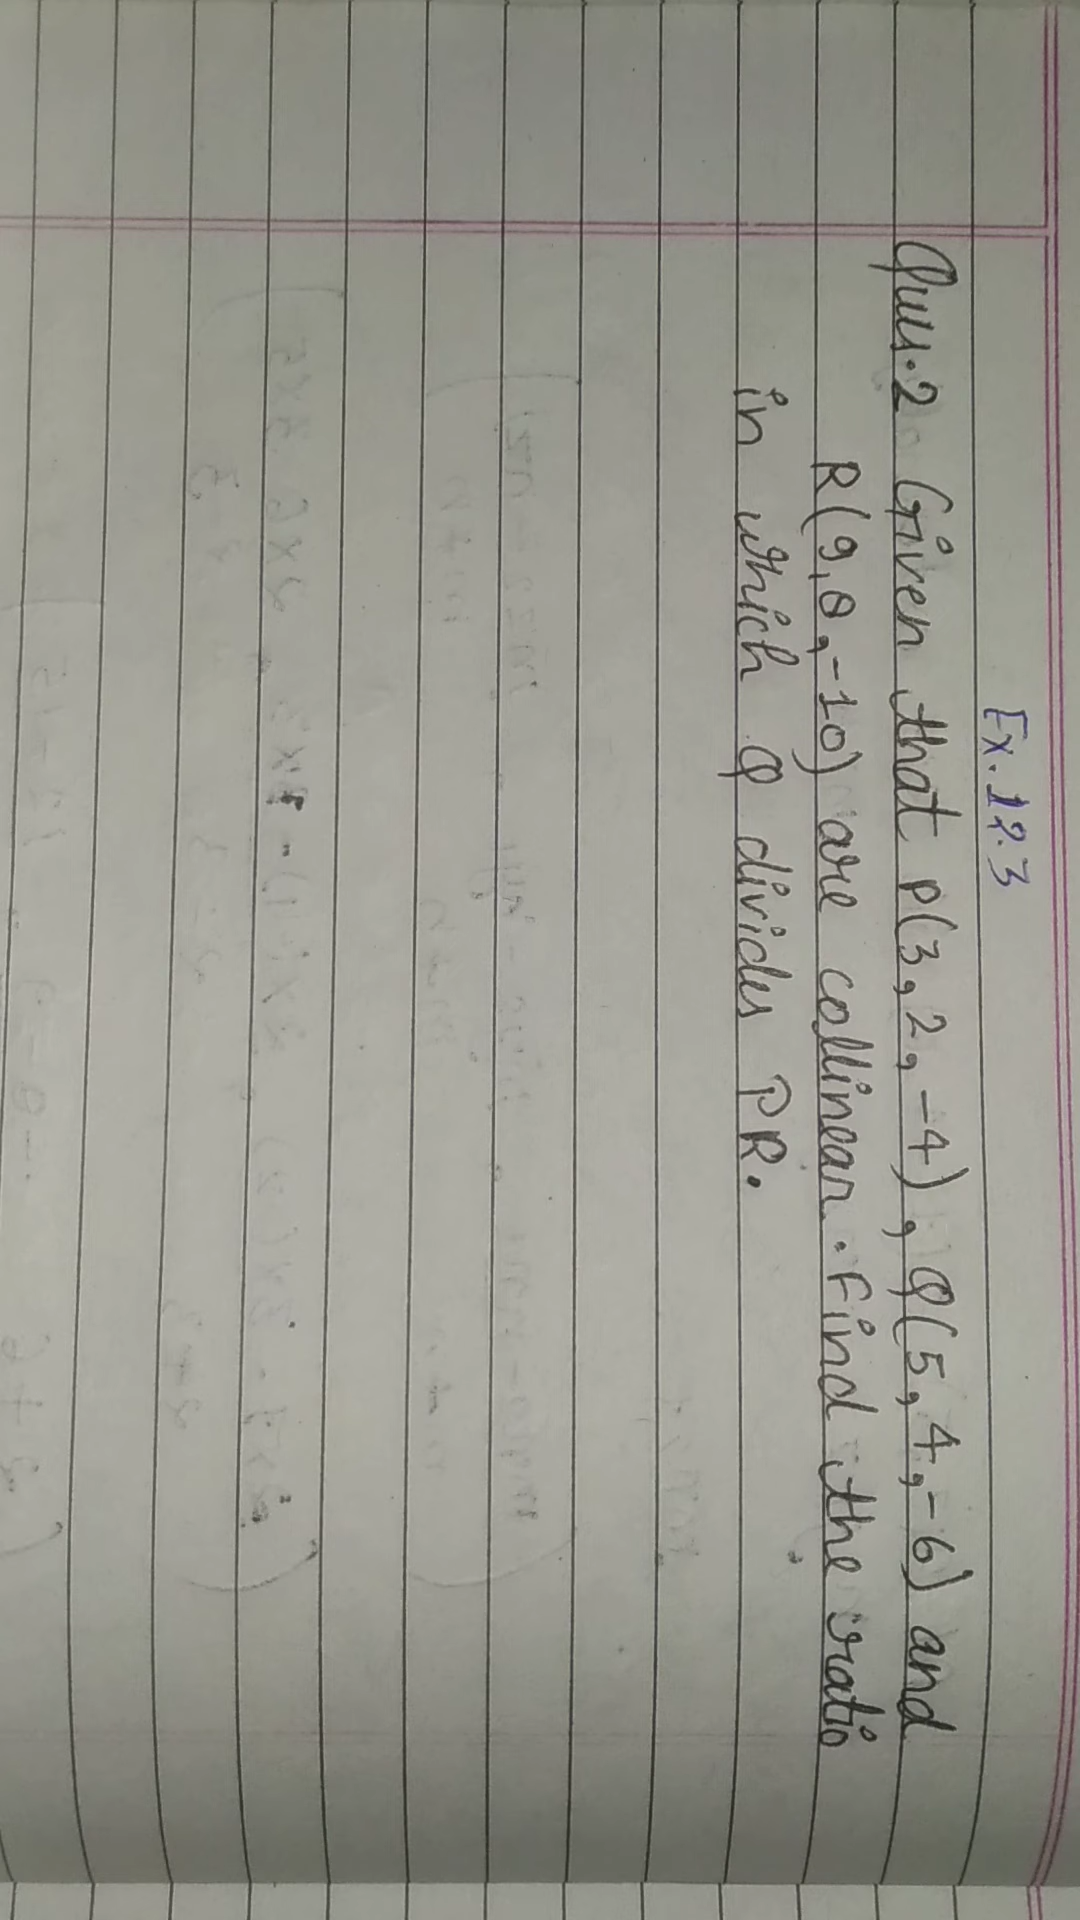 Ex. 12.3
Ques.2 Given that P(3,2,-4), Q(5,4,-6) and
R(9,8,-10) are collinear. Find the ratio
in which Q divides PR.